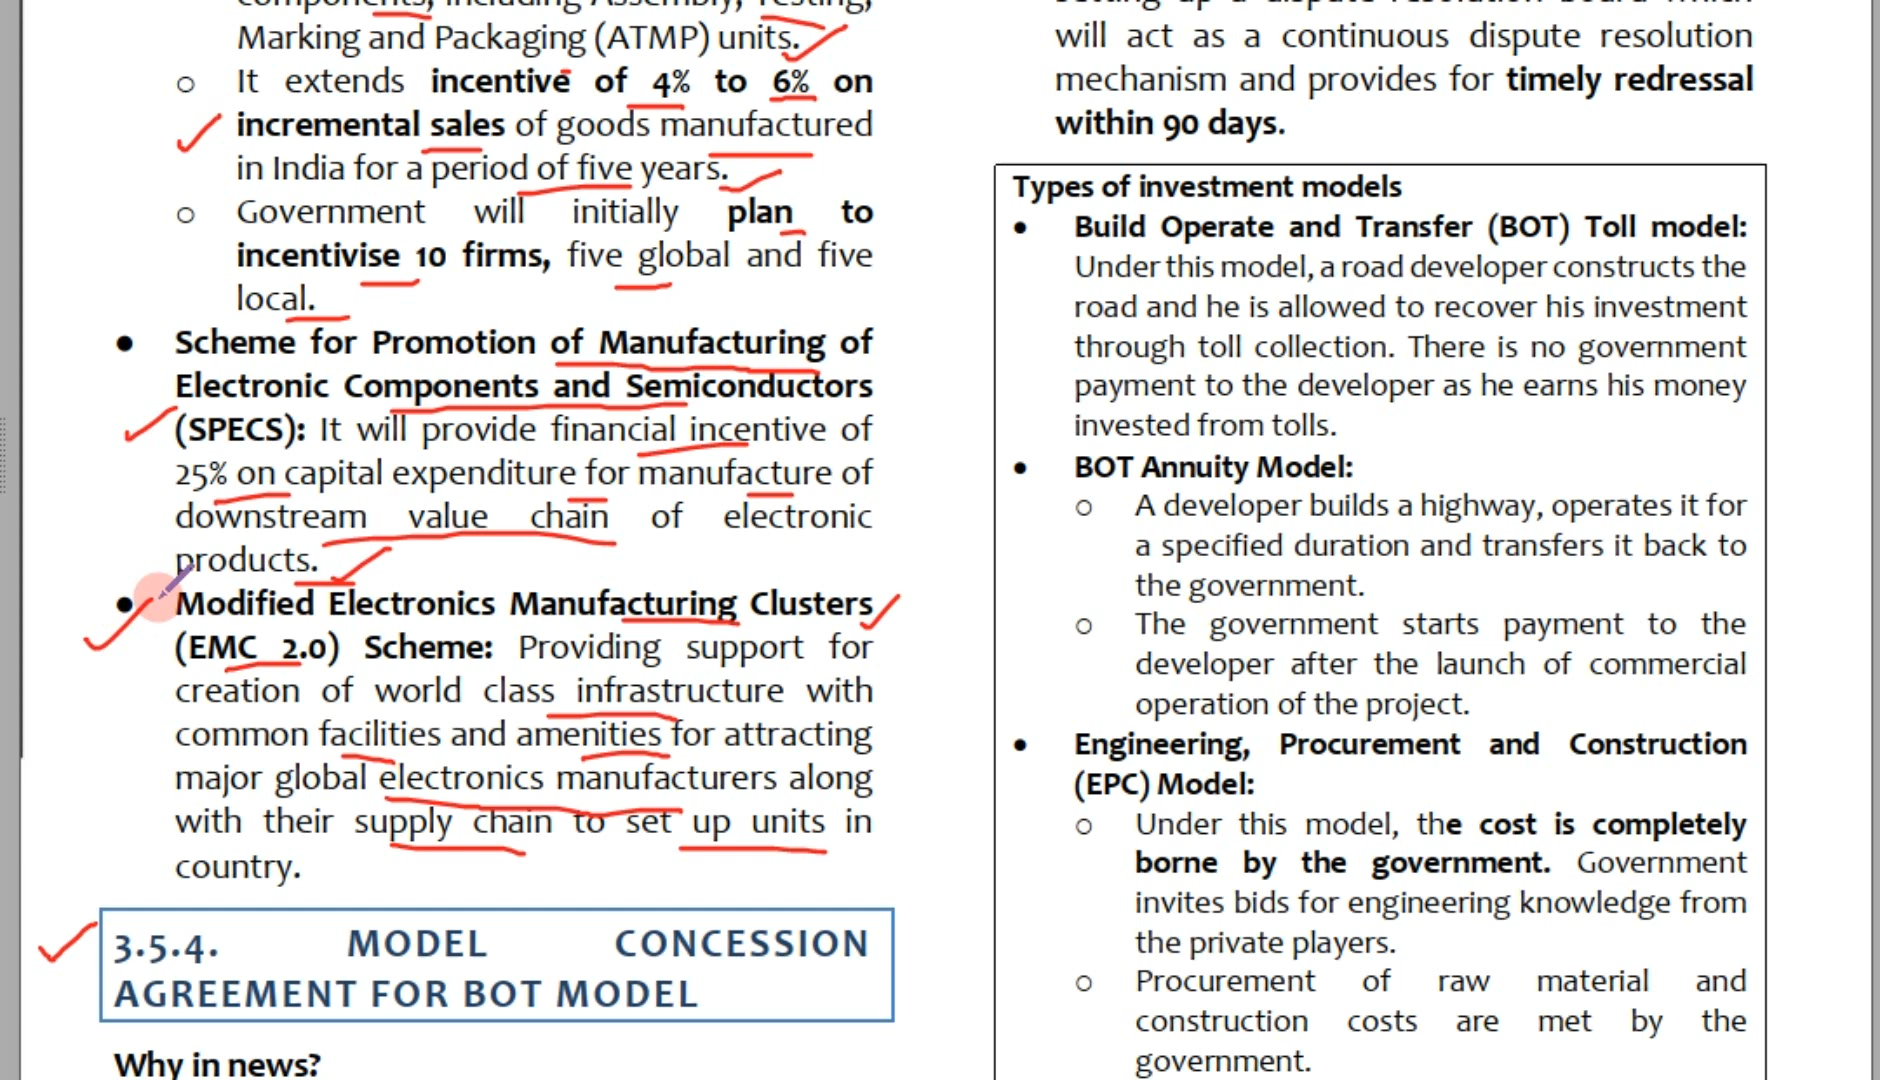 components, including Assembly, Testing,
Marking and Packaging (ATMP) units.
○ It extends incentive of 4% to 6% on
incremental sales of goods manufactured
in India for a period of five years.
○ Government will initially plan to
incentivise 10 firms, five global and five
local.
● Scheme for Promotion of Manufacturing of
Electronic Components and Semiconductors
(SPECS): It will provide financial incentive of
25% on capital expenditure for manufacture of
downstream value chain of electronic
products.
● Modified Electronics Manufacturing Clusters
(EMC 2.0) Scheme: Providing support for
creation of world class infrastructure with
common facilities and amenities for attracting
major global electronics manufacturers along
with their supply chain to set up units in
country.
3.5.4. MODEL CONCESSION
AGREEMENT FOR BOT MODEL
Why in news?
setting up a dispute resolution board which
will act as a continuous dispute resolution
mechanism and provides for timely redressal
within 90 days.
Types of investment models
● Build Operate and Transfer (BOT) Toll model:
Under this model, a road developer constructs the
road and he is allowed to recover his investment
through toll collection. There is no government
payment to the developer as he earns his money
invested from tolls.
● BOT Annuity Model:
○ A developer builds a highway, operates it for
a specified duration and transfers it back to
the government.
○ The government starts payment to the
developer after the launch of commercial
operation of the project.
● Engineering, Procurement and Construction
(EPC) Model:
○ Under this model, the cost is completely
borne by the government. Government
invites bids for engineering knowledge from
the private players.
○ Procurement of raw material and
construction costs are met by the
government.